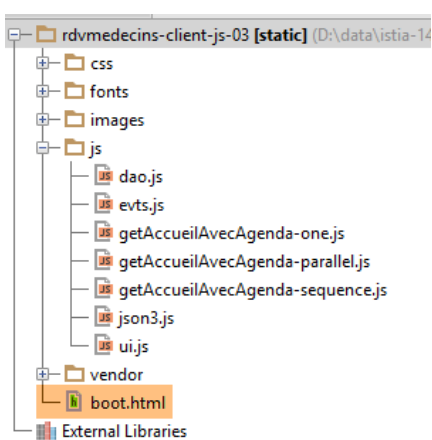 rdvmedecins-client-js-03 [static] (D:\data\istia-14
css
fonts
images
js
dao.js
evts.js
getAccueilAvecAgenda-one.js
getAccueilAvecAgenda-parallel.js
getAccueilAvecAgenda-sequence.js
json3.js
ui.js
vendor
boot.html
External Libraries